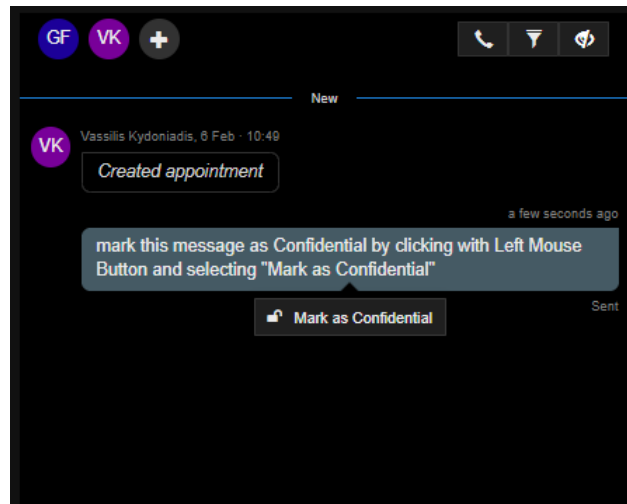 GF VK
New
VK
Vassilis Kydoniadis, 6 Feb · 10:49
Created appointment
a few seconds ago
mark this message as Confidential by clicking with Left Mouse
Button and selecting "Mark as Confidential"
Sent
Mark as Confidential